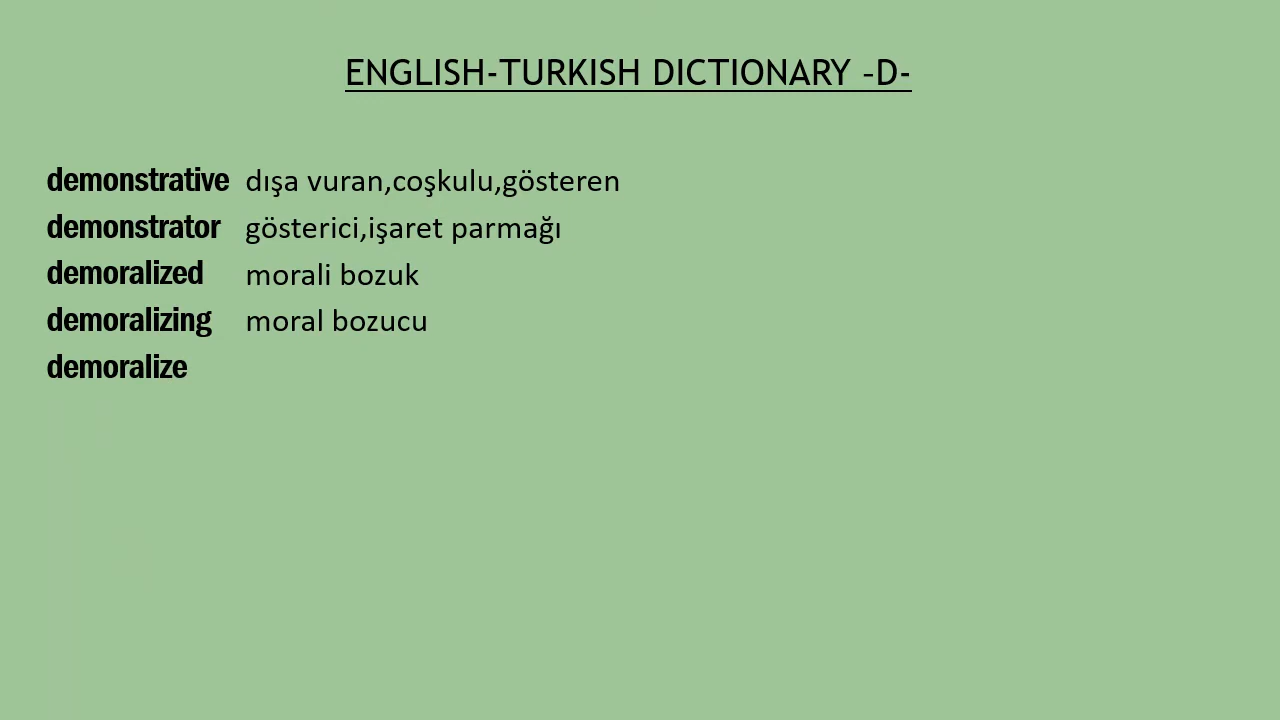 ENGLISH-TURKISH DICTIONARY –D-
demonstrative dışa vuran,coşkulu,gösteren
demonstrator gösterici,işaret parmağı
demoralized morali bozuk
demoralizing moral bozucu
demoralize